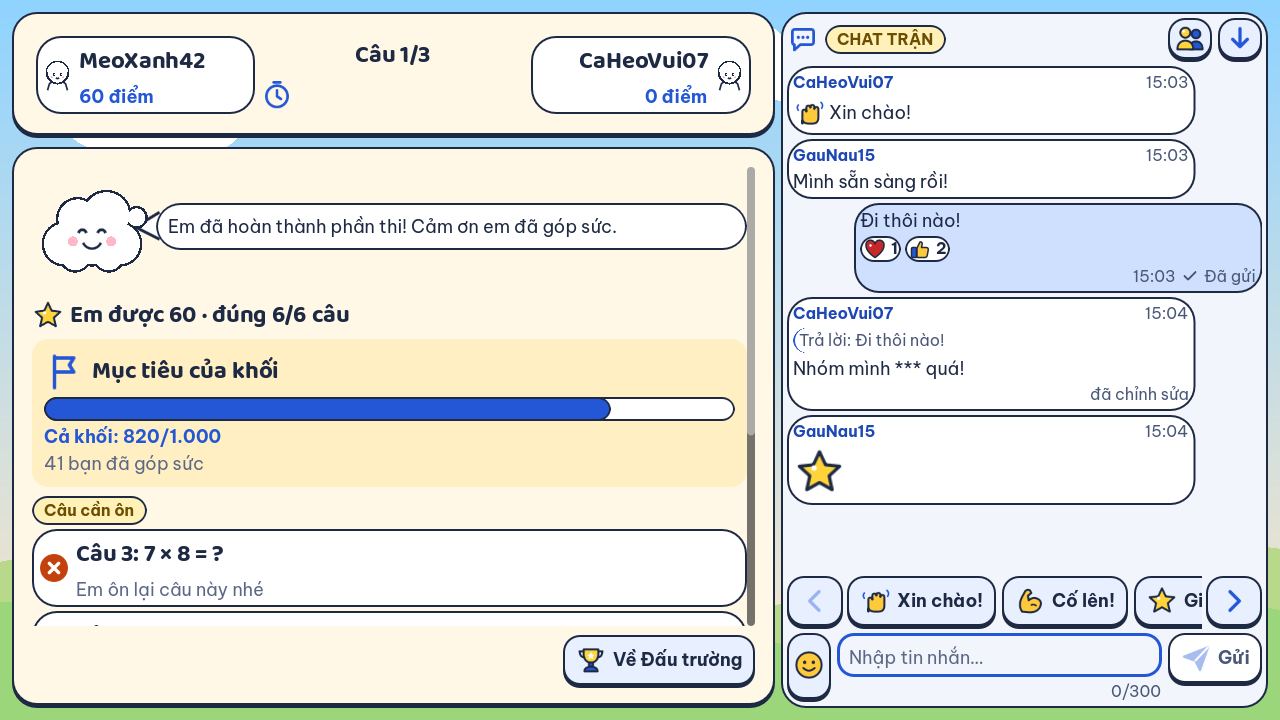 MeoXanh42
60 điểm
Câu 1/3
CaHeoVui07
0 điểm
Em đã hoàn thành phần thi! Cảm ơn em đã góp sức.
Em được 60 · đúng 6/6 câu
Mục tiêu của khối
Cả khối: 820/1.000
41 bạn đã góp sức
Câu cần ôn
Câu 3: 7 × 8 = ?
Em ôn lại câu này nhé
Về Đấu trường
CHAT TRẬN
CaHeoVui07 15:03
Xin chào!
GauNau15 15:03
Mình sẵn sàng rồi!
Đi thôi nào!
1 2
15:03 Đã gửi
CaHeoVui07 15:04
Trả lời: Đi thôi nào!
Nhóm mình *** quá!
đã chỉnh sửa
GauNau15 15:04
Xin chào! Cố lên! Gi
Nhập tin nhắn... Gửi
0/300